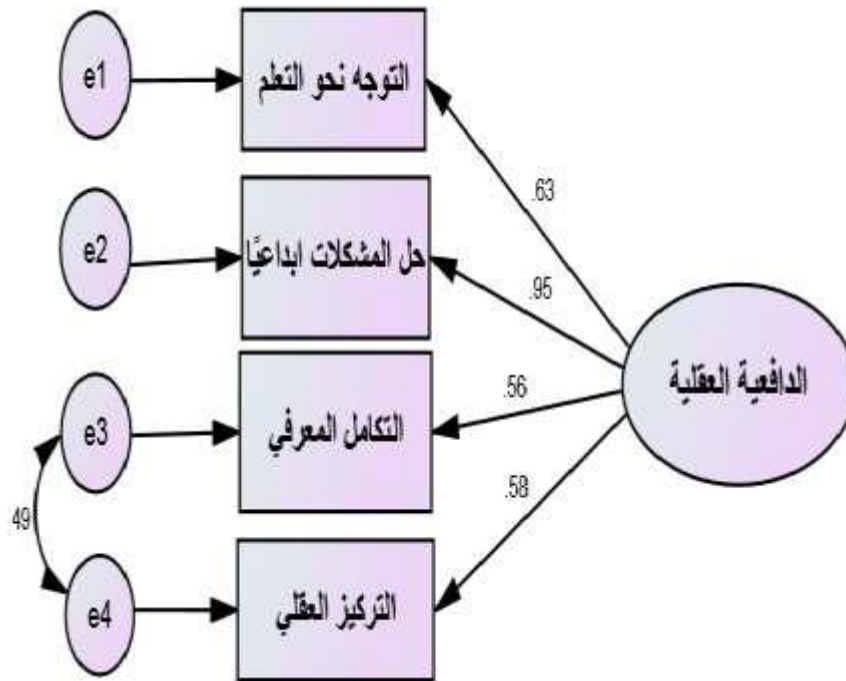 e1
التوجه نحو التعلم
.63
e2
حل المشكلات ابداعيًا
.95
الدافعية العقلية
.56
e3
التكامل المعرفي
.58
49
e4
التركيز العقلي